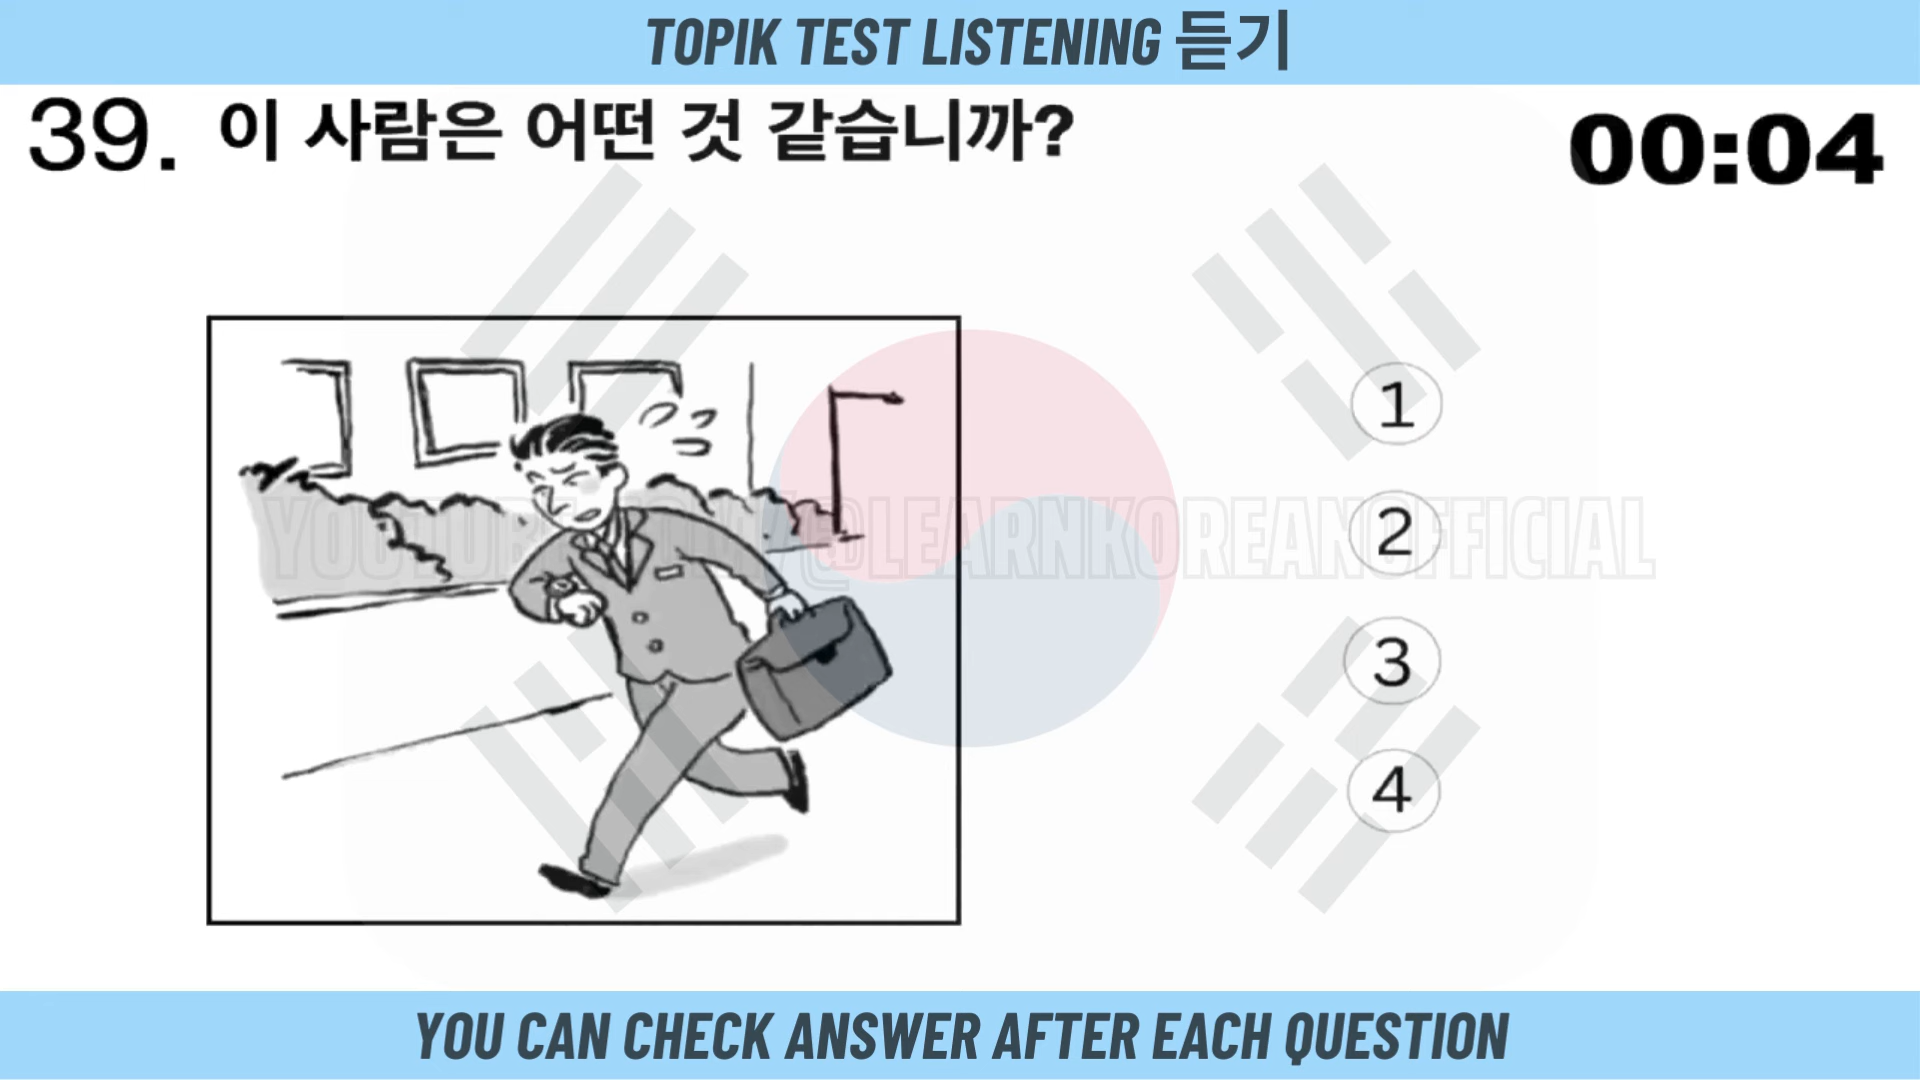 TOPIK TEST LISTENING 듣기
39. 이 사람은 어떤 것 같습니까?
00:04
1
2
3
4
YOU CAN CHECK ANSWER AFTER EACH QUESTION